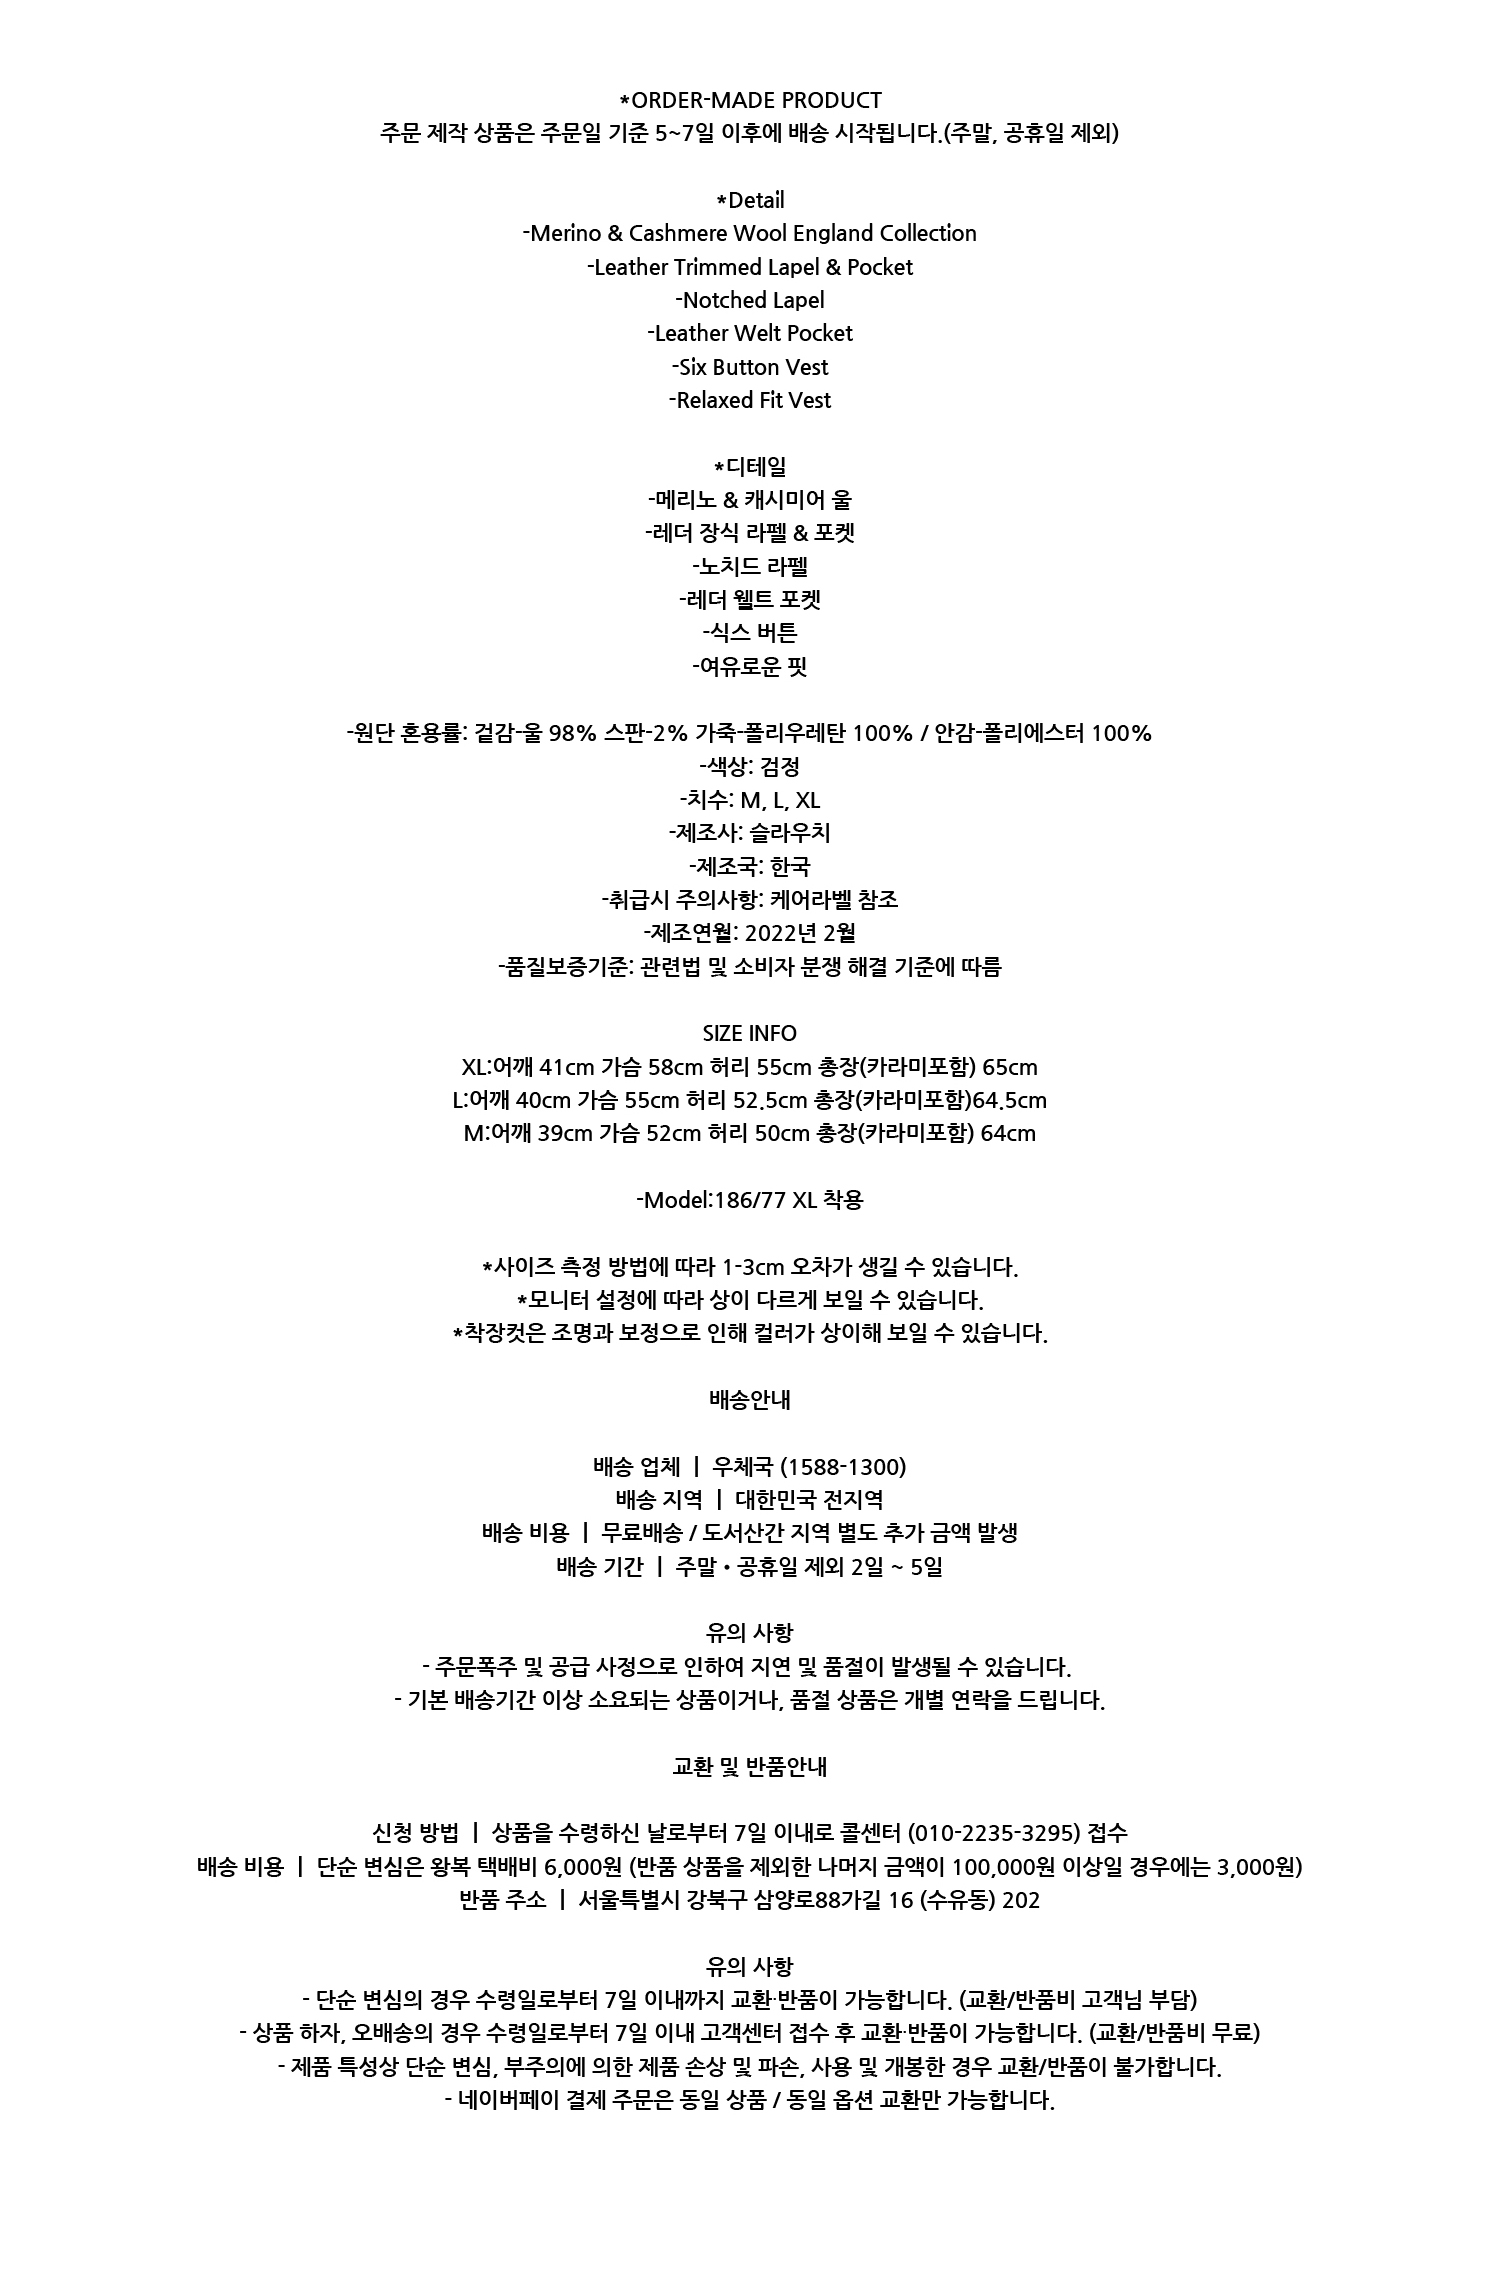 *ORDER-MADE PRODUCT
주문 제작 상품은 주문일 기준 5~7일 이후에 배송 시작됩니다.(주말, 공휴일 제외)
*Detail
-Merino & Cashmere Wool England Collection
-Leather Trimmed Lapel & Pocket
-Notched Lapel
-Leather Welt Pocket
-Six Button Vest
-Relaxed Fit Vest
*디테일
-메리노 & 캐시미어 울
-레더 장식 라펠 & 포켓
-노치드 라펠
-레더 웰트 포켓
-식스 버튼
-여유로운 핏
-원단 혼용률: 겉감-울 98% 스판-2% 가죽-폴리우레탄 100% / 안감-폴리에스터 100%
-색상: 검정
-치수: M, L, XL
-제조사: 슬라우치
-제조국: 한국
-취급시 주의사항: 케어라벨 참조
-제조연월: 2022년 2월
-품질보증기준: 관련법 및 소비자 분쟁 해결 기준에 따름
SIZE INFO
XL:어깨 41cm 가슴 58cm 허리 55cm 총장(카라미포함) 65cm
L:어깨 40cm 가슴 55cm 허리 52.5cm 총장(카라미포함)64.5cm
M:어깨 39cm 가슴 52cm 허리 50cm 총장(카라미포함) 64cm
-Model:186/77 XL 착용
*사이즈 측정 방법에 따라 1-3cm 오차가 생길 수 있습니다.
*모니터 설정에 따라 상이 다르게 보일 수 있습니다.
*착장컷은 조명과 보정으로 인해 컬러가 상이해 보일 수 있습니다.
배송안내
배송 업체 ㅣ 우체국 (1588-1300)
배송 지역 ㅣ 대한민국 전지역
배송 비용 ㅣ 무료배송 / 도서산간 지역 별도 추가 금액 발생
배송 기간 ㅣ 주말 • 공휴일 제외 2일 ~ 5일
유의 사항
- 주문폭주 및 공급 사정으로 인하여 지연 및 품절이 발생될 수 있습니다.
- 기본 배송기간 이상 소요되는 상품이거나, 품절 상품은 개별 연락을 드립니다.
교환 및 반품안내
신청 방법 ㅣ 상품을 수령하신 날로부터 7일 이내로 콜센터 (010-2235-3295) 접수
배송 비용 ㅣ 단순 변심은 왕복 택배비 6,000원 (반품 상품을 제외한 나머지 금액이 100,000원 이상일 경우에는 3,000원)
반품 주소 ㅣ 서울특별시 강북구 삼양로88가길 16 (수유동) 202
유의 사항
- 단순 변심의 경우 수령일로부터 7일 이내까지 교환·반품이 가능합니다. (교환/반품비 고객님 부담)
- 상품 하자, 오배송의 경우 수령일로부터 7일 이내 고객센터 접수 후 교환·반품이 가능합니다. (교환/반품비 무료)
- 제품 특성상 단순 변심, 부주의에 의한 제품 손상 및 파손, 사용 및 개봉한 경우 교환/반품이 불가합니다.
- 네이버페이 결제 주문은 동일 상품 / 동일 옵션 교환만 가능합니다.